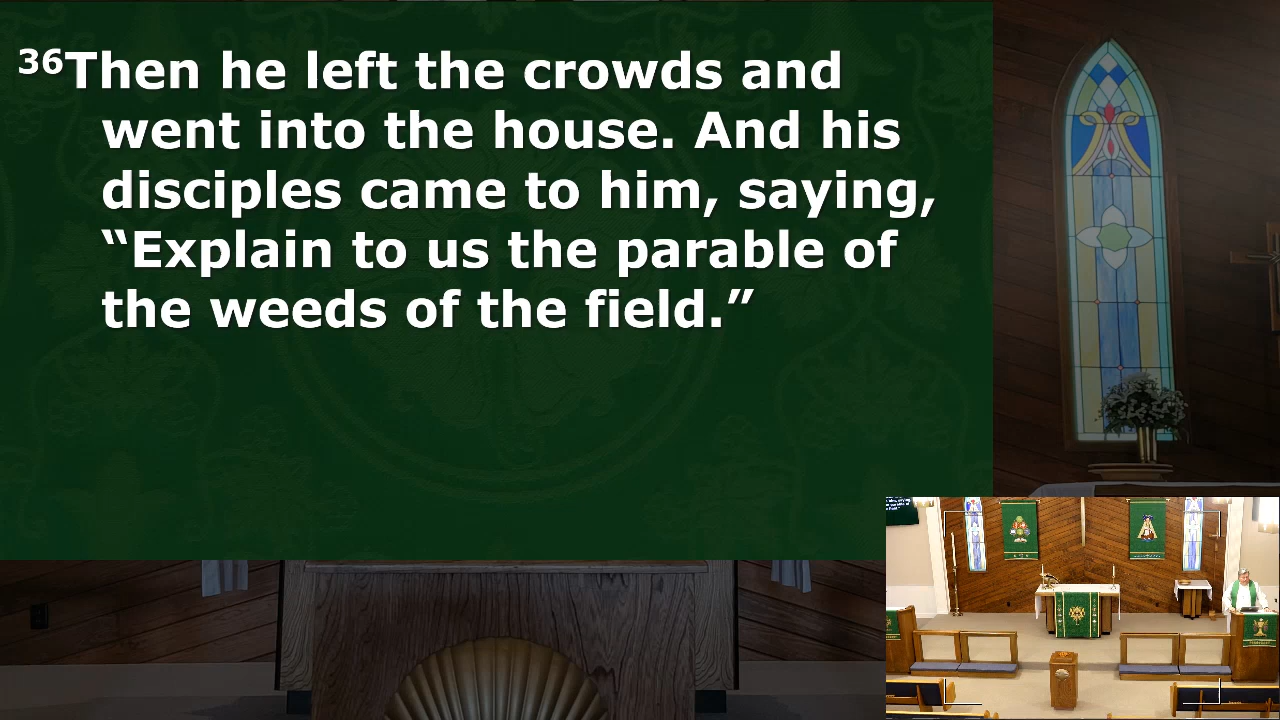 36Then he left the crowds and
went into the house. And his
disciples came to him, saying,
“Explain to us the parable of
the weeds of the field.”